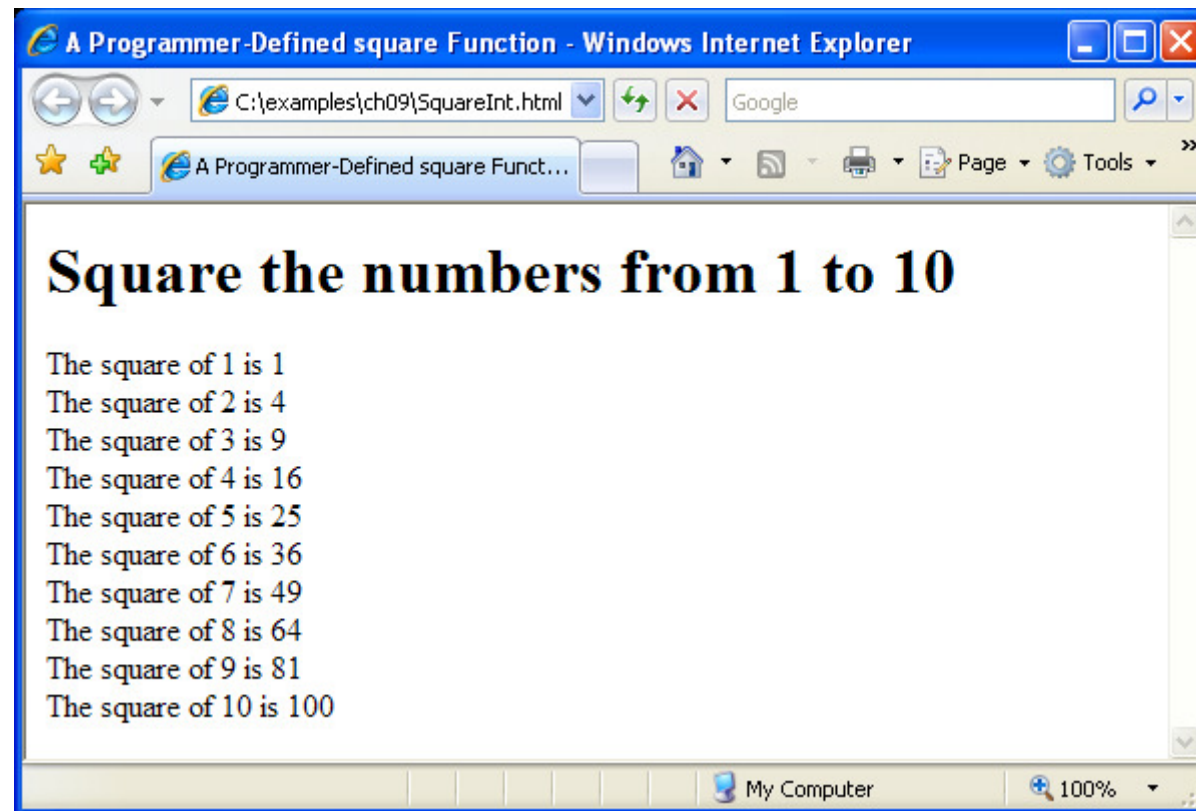 A Programmer-Defined square Function - Windows Internet Explorer
C:\examples\ch09\SquareInt.html
Google
A Programmer-Defined square Funct...
Page
Tools
»
Square the numbers from 1 to 10
The square of 1 is 1
The square of 2 is 4
The square of 3 is 9
The square of 4 is 16
The square of 5 is 25
The square of 6 is 36
The square of 7 is 49
The square of 8 is 64
The square of 9 is 81
The square of 10 is 100
My Computer
100%